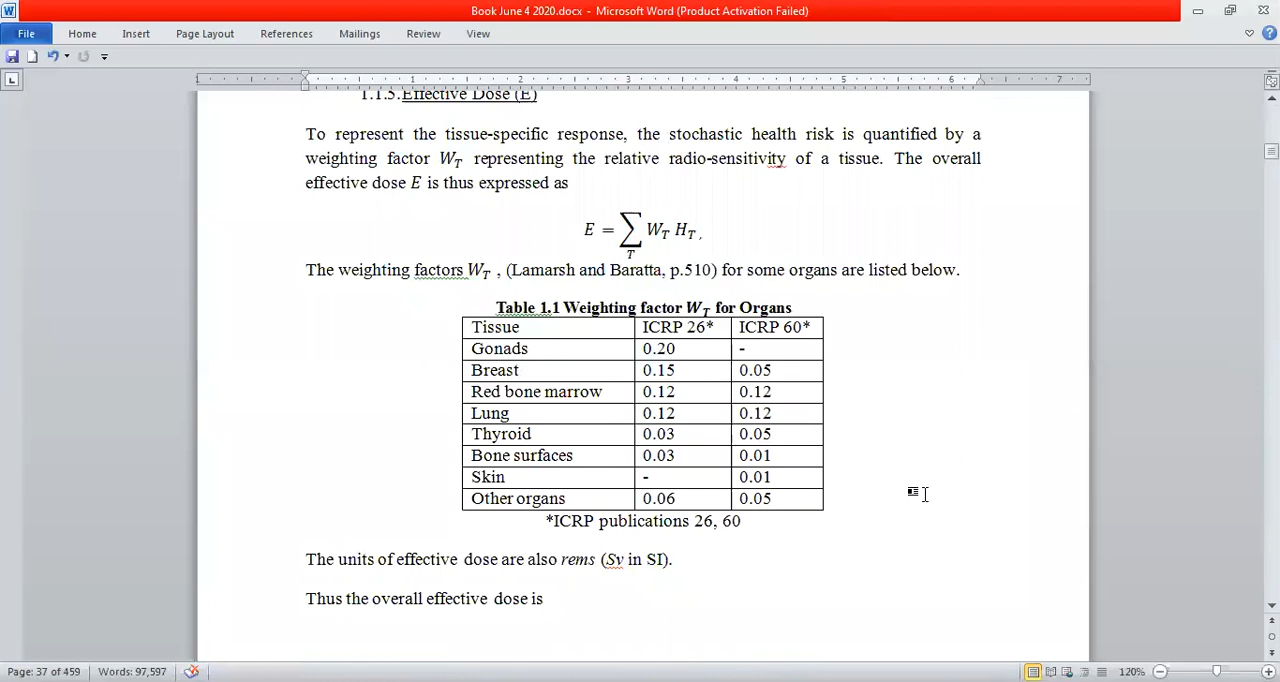 Book June 4 2020.docx - Microsoft Word (Product Activation Failed)
File Home Insert Page Layout References Mailings Review View
1 1 2 3 4 5 6 7
1.1.5. Effective Dose (E)
To represent the tissue-specific response, the stochastic health risk is quantified by a
weighting factor W_T representing the relative radio-sensitivity of a tissue. The overall
effective dose E is thus expressed as
E = ∑_T W_T H_T ,
The weighting factors W_T , (Lamarsh and Baratta, p.510) for some organs are listed below.
Table 1.1 Weighting factor W_T for Organs
Tissue ICRP 26* ICRP 60*
Gonads 0.20 -
Breast 0.15 0.05
Red bone marrow 0.12 0.12
Lung 0.12 0.12
Thyroid 0.03 0.05
Bone surfaces 0.03 0.01
Skin - 0.01
Other organs 0.06 0.05
*ICRP publications 26, 60
The units of effective dose are also rems (Sv in SI).
Thus the overall effective dose is
Page: 37 of 459 Words: 97,597 120%